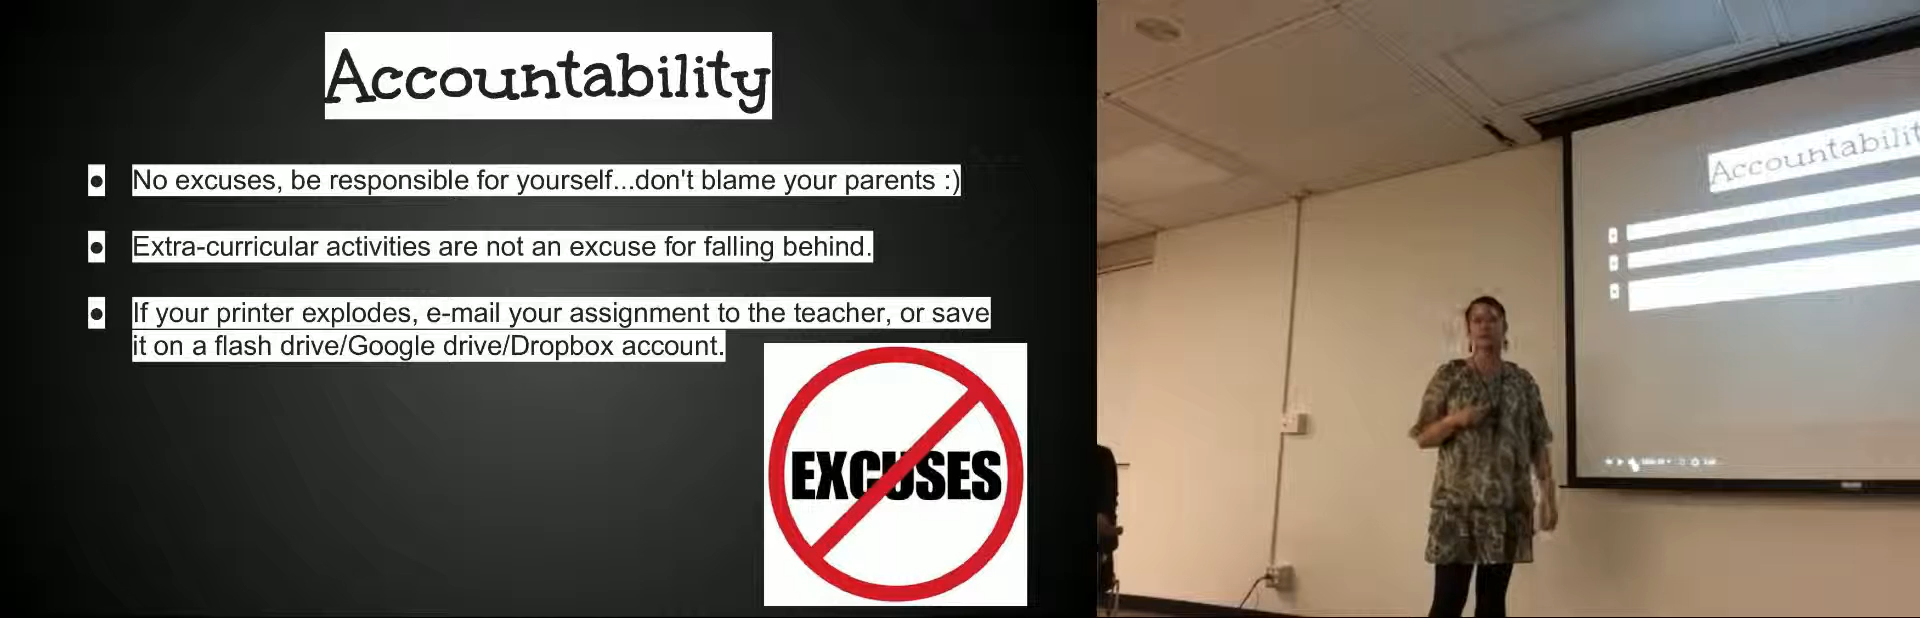 Accountability
● No excuses, be responsible for yourself...don't blame your parents :)
● Extra-curricular activities are not an excuse for falling behind.
● If your printer explodes, e-mail your assignment to the teacher, or save
it on a flash drive/Google drive/Dropbox account.
EXCUSES
Accountabilit